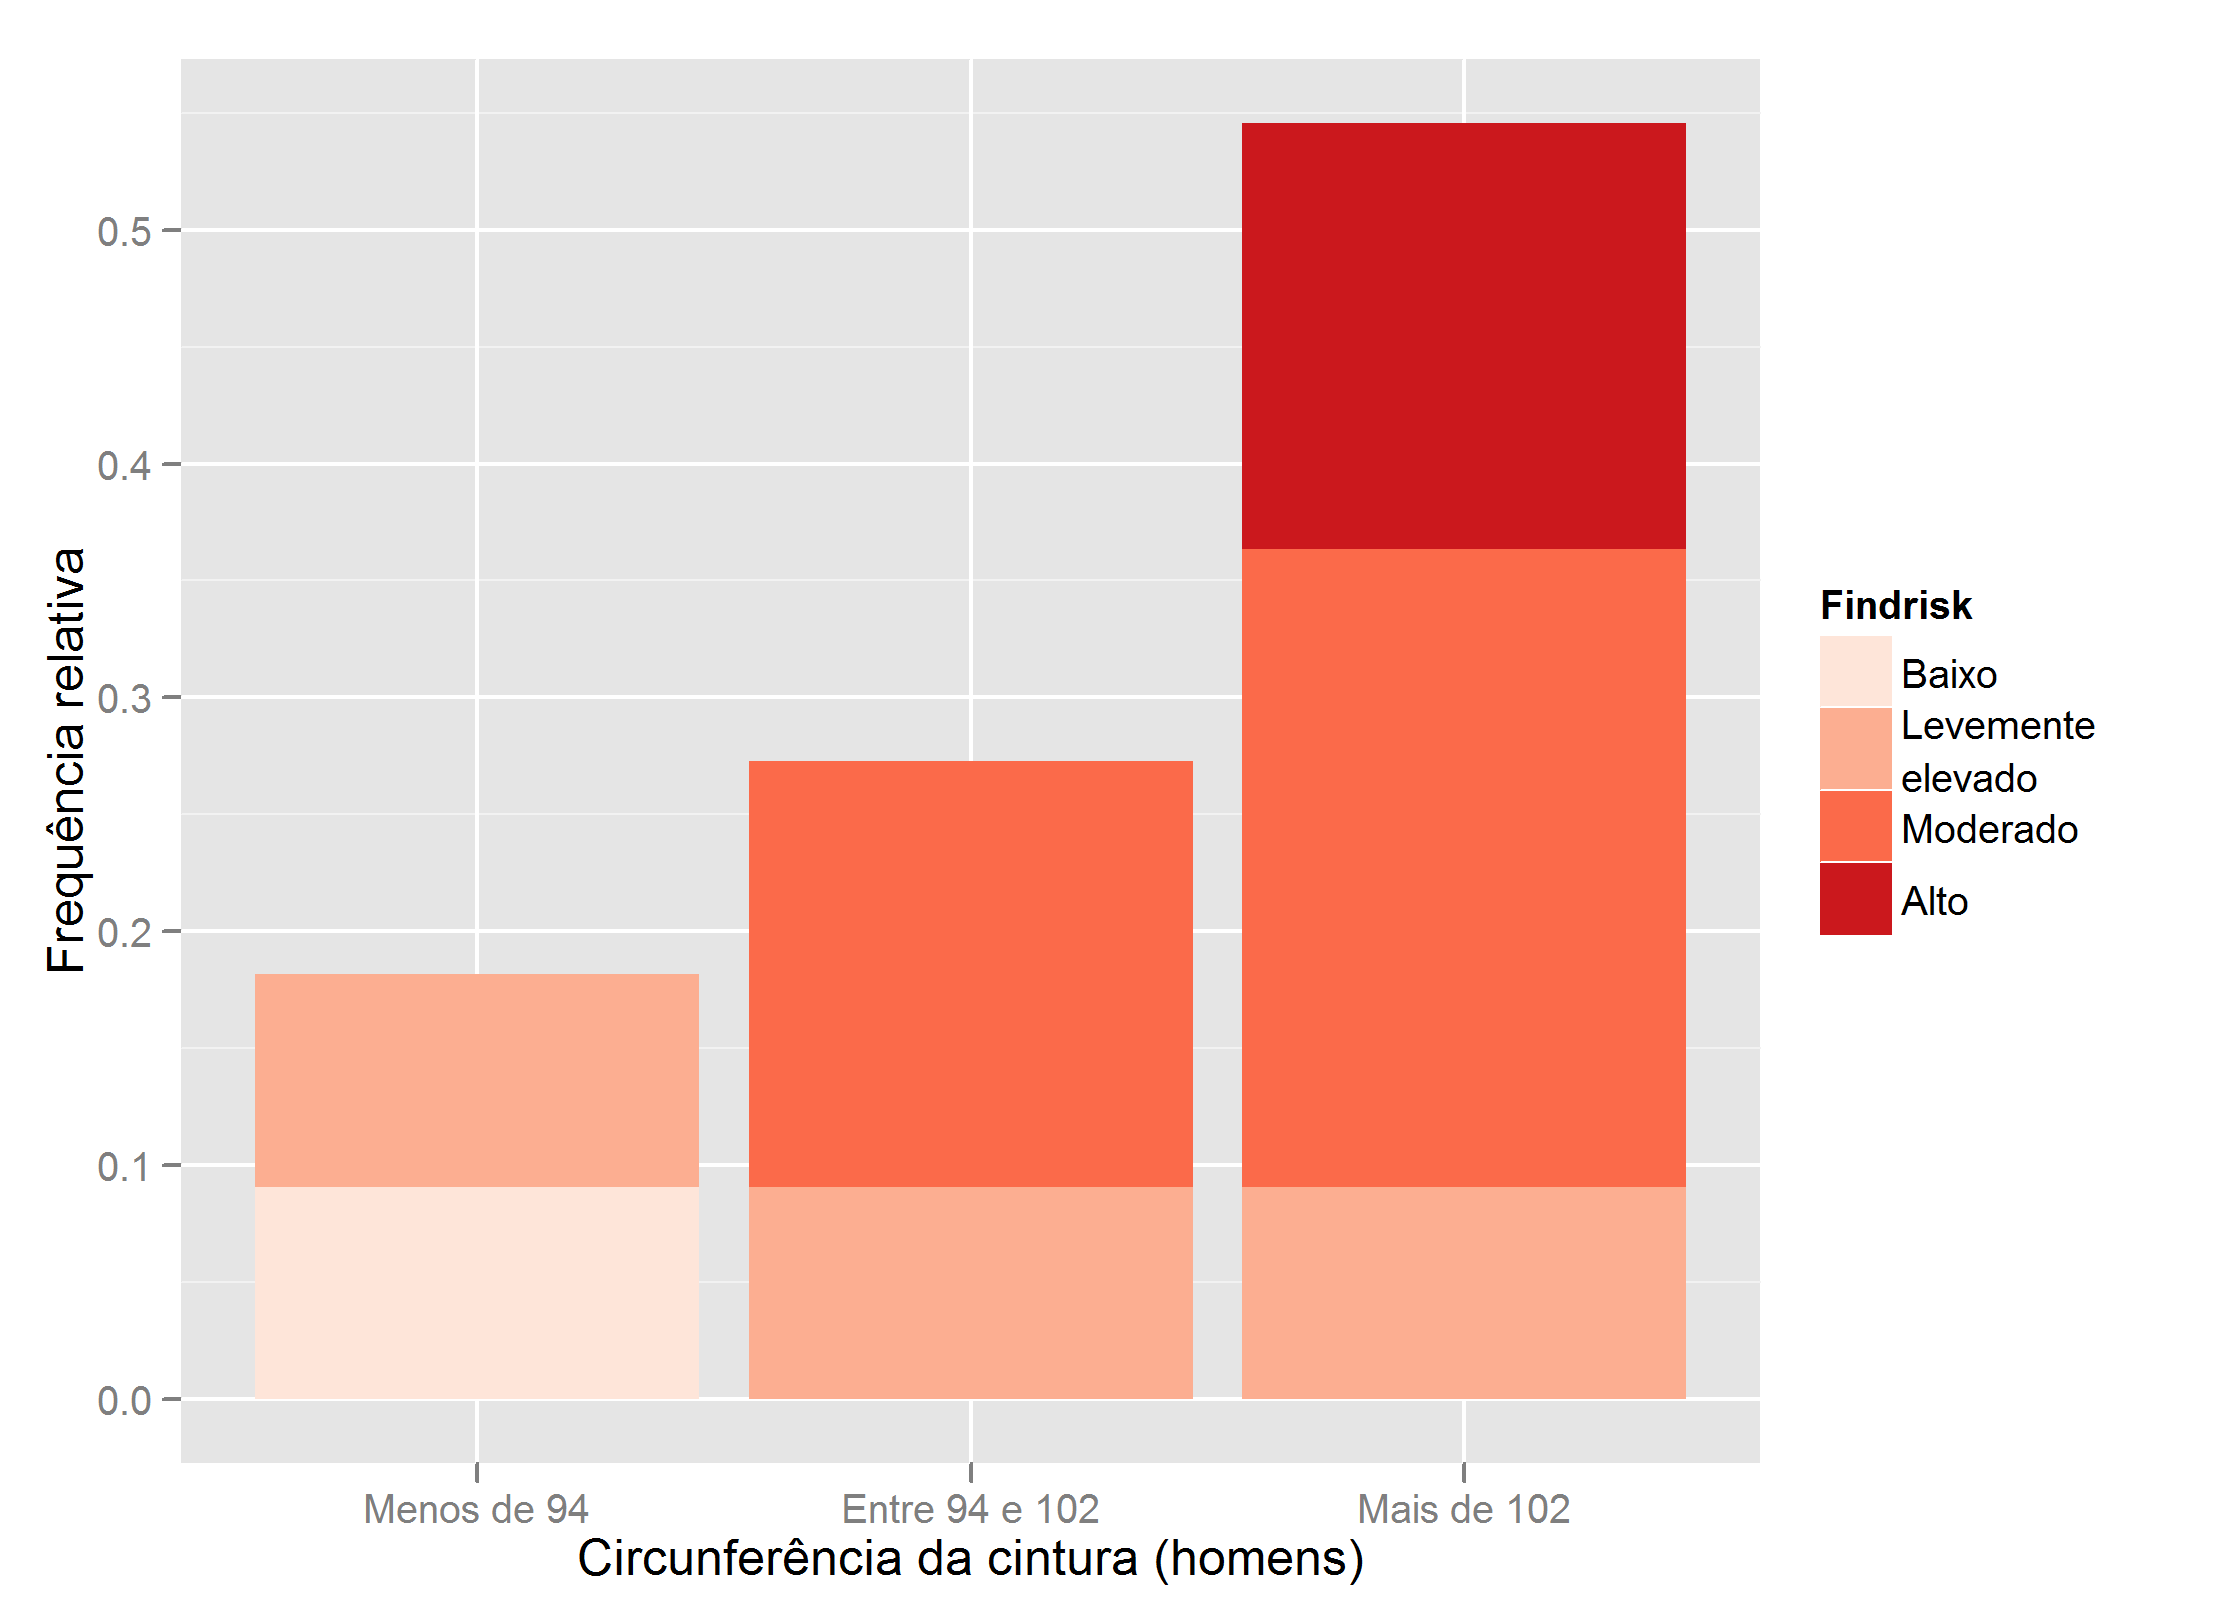 Frequência relativa
0.5
0.4
0.3
0.2
0.1
0.0
Menos de 94
Entre 94 e 102
Mais de 102
Circunferência da cintura (homens)
Findrisk
Baixo
Levemente
elevado
Moderado
Alto